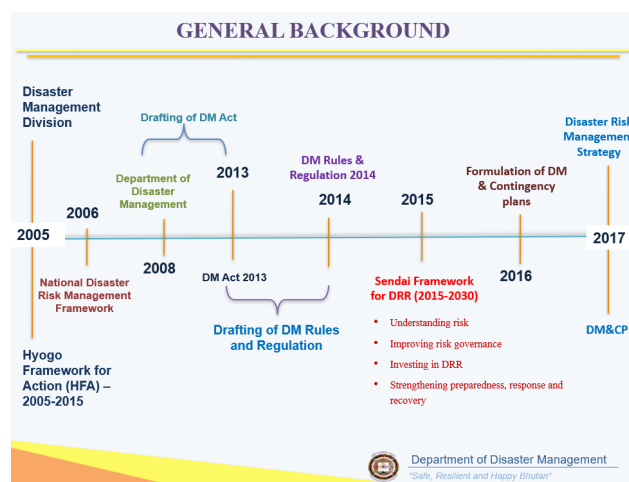 GENERAL BACKGROUND
Disaster
Management
Division
Drafting of DM Act
Disaster Risk
Management
Strategy
DM Rules &
Regulation 2014
Formulation of DM
& Contingency
plans
Department of
Disaster
Management
2013
2006
2014
2015
2005
2017
National Disaster
Risk Management
Framework
2008
DM Act 2013
2016
Sendai Framework
for DRR (2015-2030)
• Understanding risk
• Improving risk governance
• Investing in DRR
• Strengthening preparedness, response and
recovery
Drafting of DM Rules
and Regulation
DM&CP
Hyogo
Framework for
Action (HFA) –
2005-2015
Department of Disaster Management
"Safe, Resilient and Happy Bhutan"